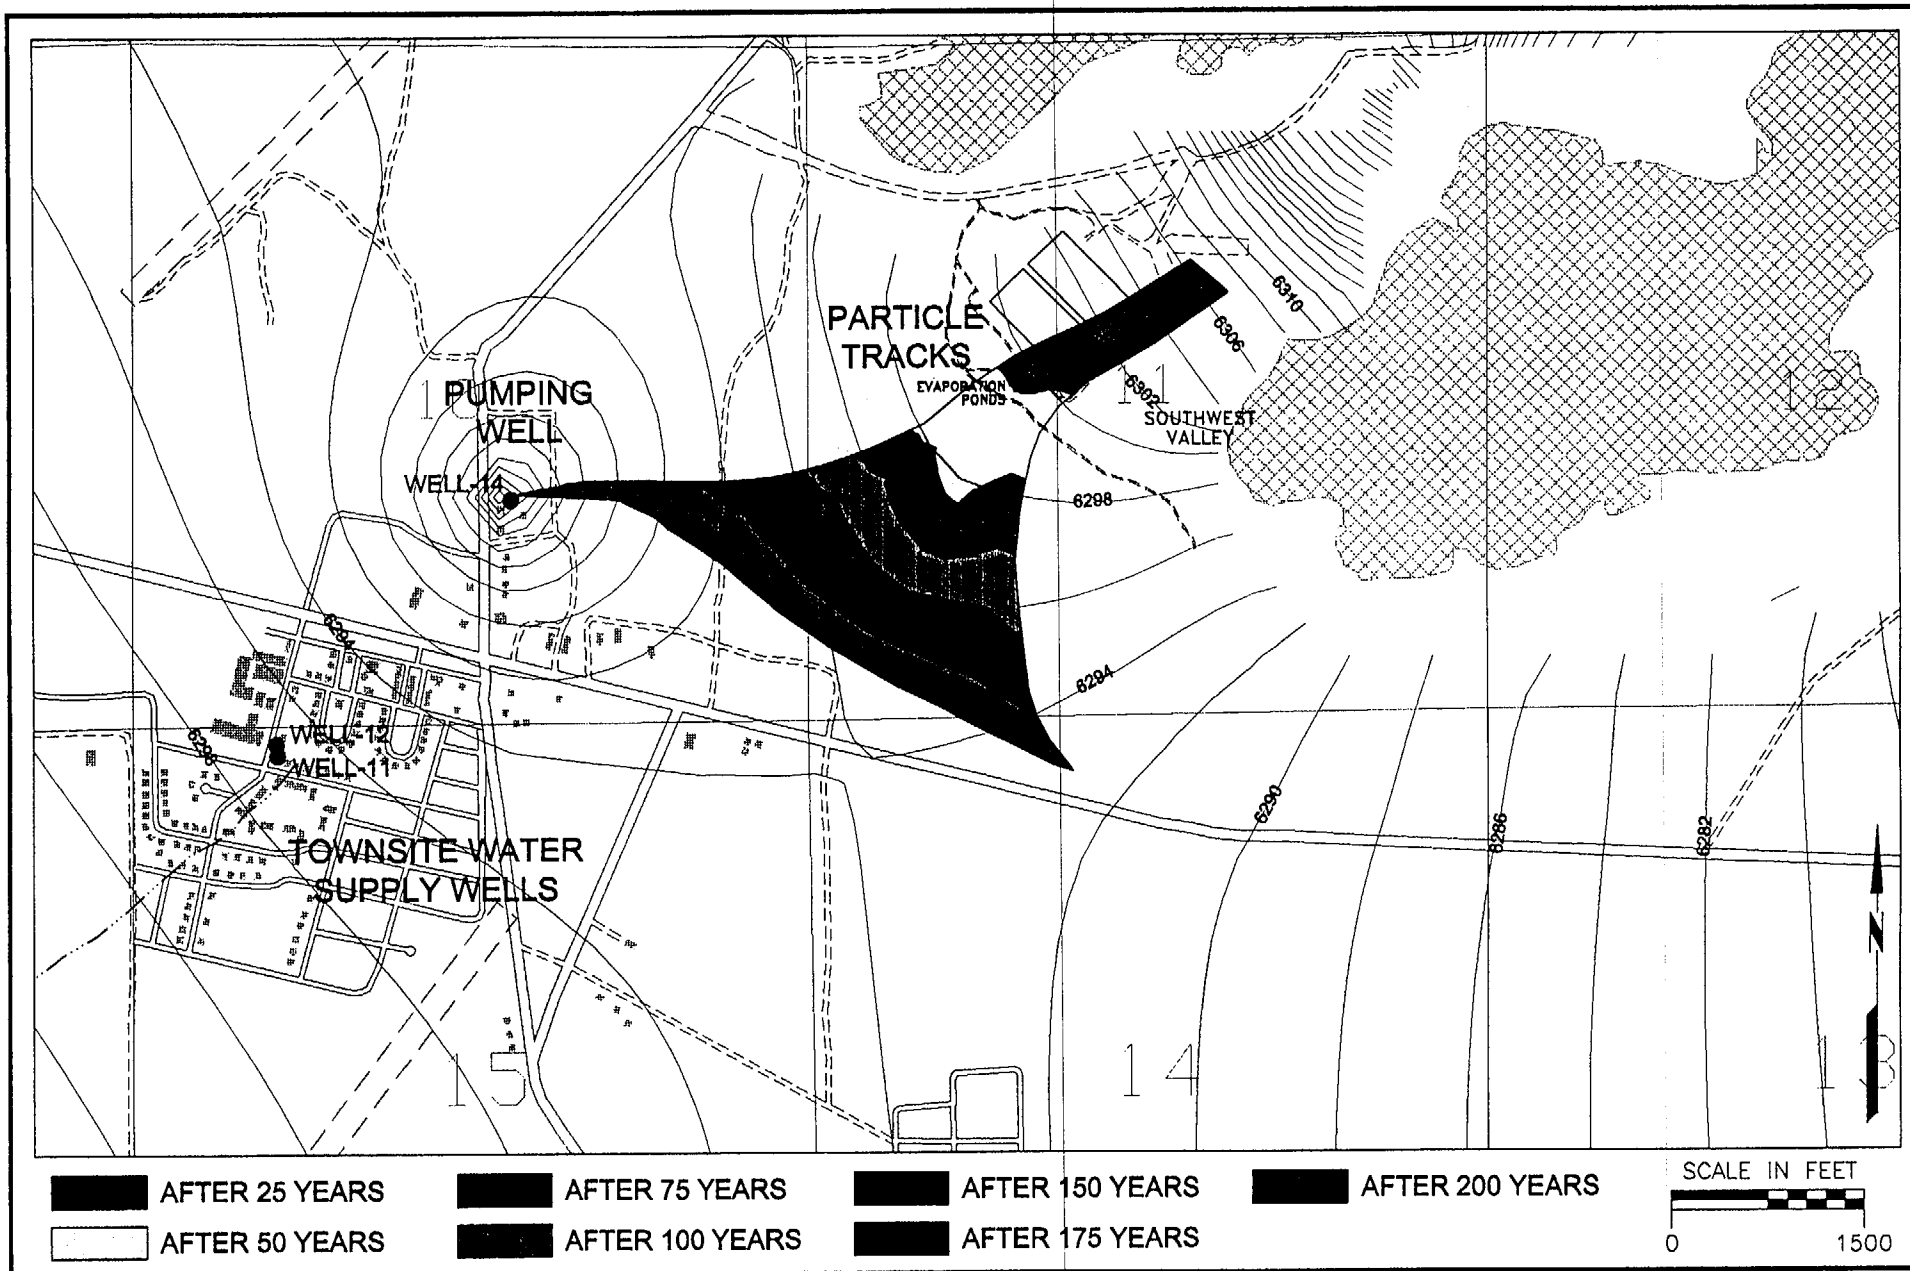 6310
PARTICLE
TRACKS
6306
EVAPORATION
PONDS
6302
11
12
SOUTHWEST
VALLEY
10
PUMPING
WELL
WELL-14
6298
6294
6294
6298
WELL-12
WELL-11
6290
6286
6282
TOWNSITE WATER
SUPPLY WELLS
N
15
14
13
AFTER 25 YEARS
AFTER 75 YEARS
AFTER 150 YEARS
AFTER 200 YEARS
AFTER 50 YEARS
AFTER 100 YEARS
AFTER 175 YEARS
SCALE IN FEET
0 1500